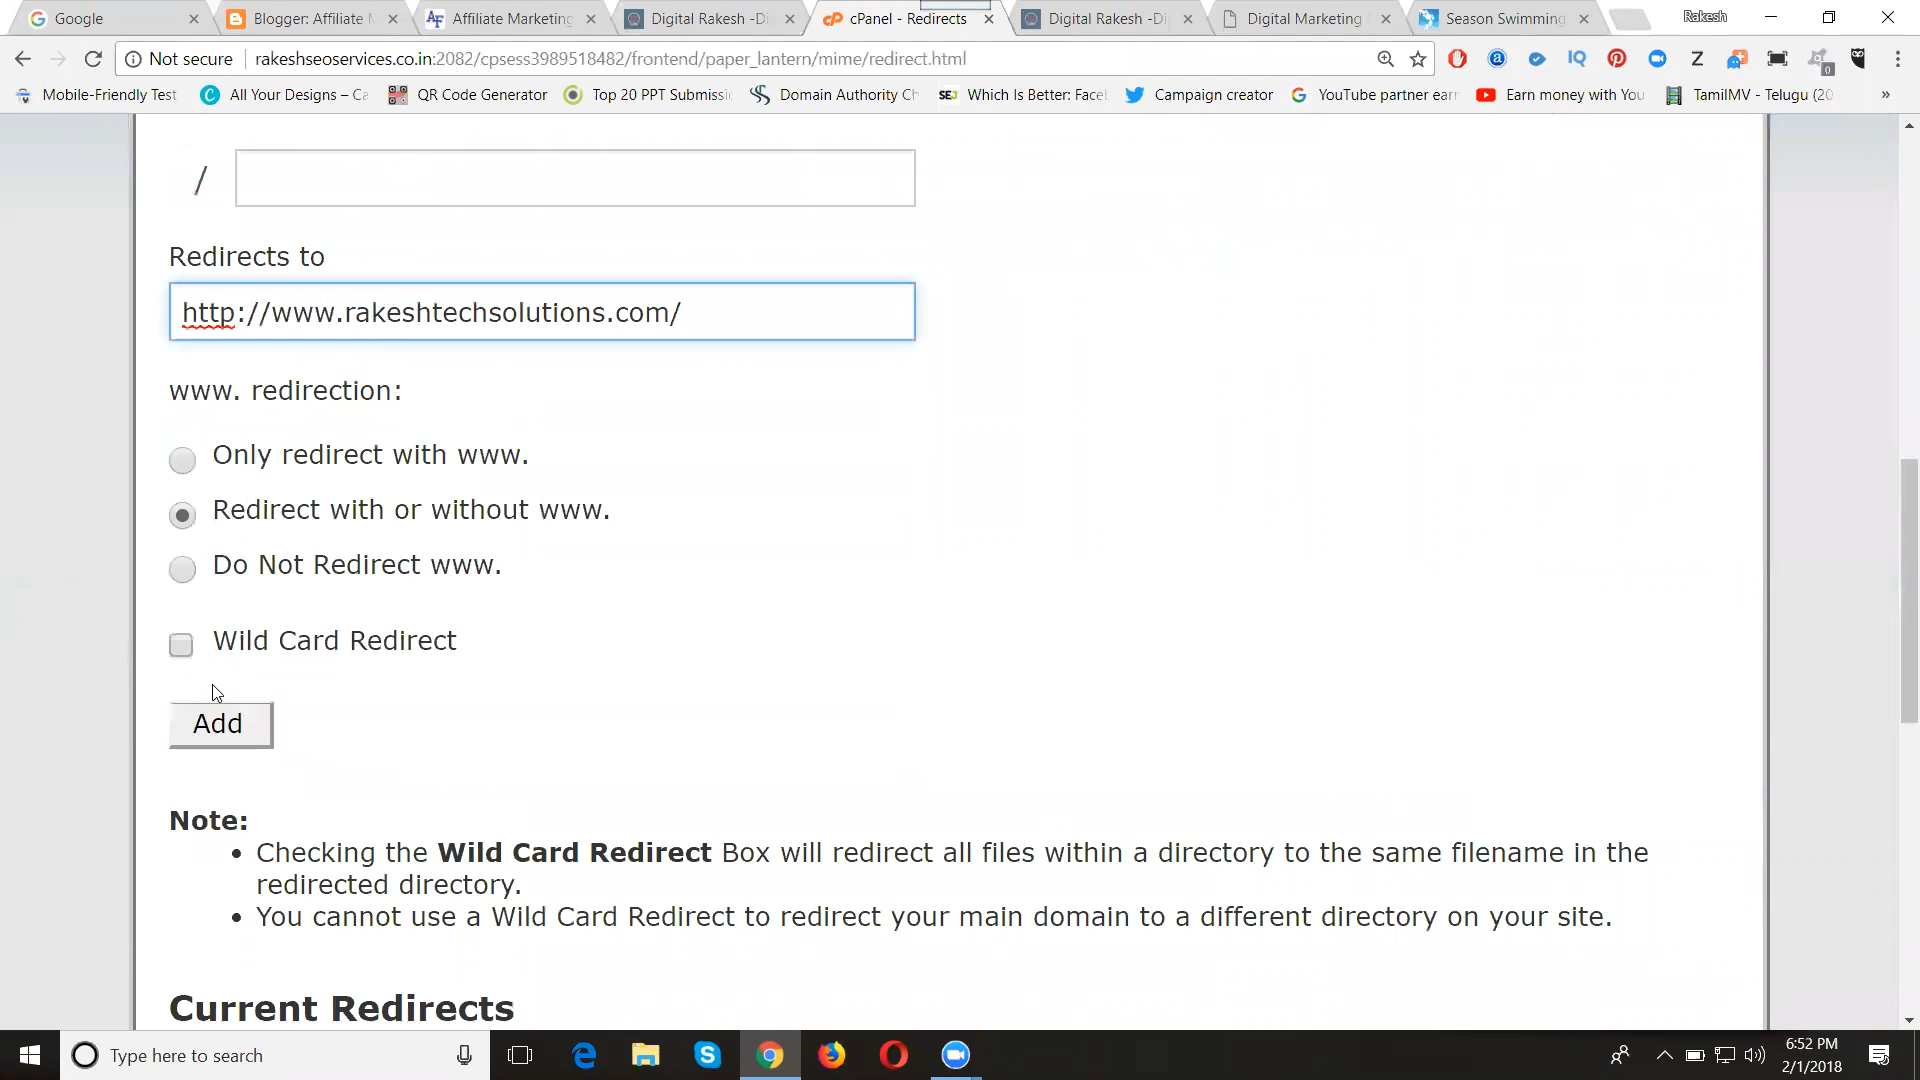 Google
Blogger: Affiliate M
Affiliate Marketing
Digital Rakesh -Di
cPanel - Redirects
Digital Rakesh -Di
Digital Marketing
Season Swimming
Rakesh
Not secure
rakeshseoservices.co.in:2082/cpsess3989518482/frontend/paper_lantern/mime/redirect.html
Mobile-Friendly Test
All Your Designs – Ca
QR Code Generator
Top 20 PPT Submissi
Domain Authority Ch
Which Is Better: Face
Campaign creator
YouTube partner earn
Earn money with You
TamilMV - Telugu (20
/
Redirects to
http://www.rakeshtechsolutions.com/
www. redirection:
Only redirect with www.
Redirect with or without www.
Do Not Redirect www.
Wild Card Redirect
Add
Note:
• Checking the Wild Card Redirect Box will redirect all files within a directory to the same filename in the
redirected directory.
• You cannot use a Wild Card Redirect to redirect your main domain to a different directory on your site.
Current Redirects
Type here to search
6:52 PM
2/1/2018